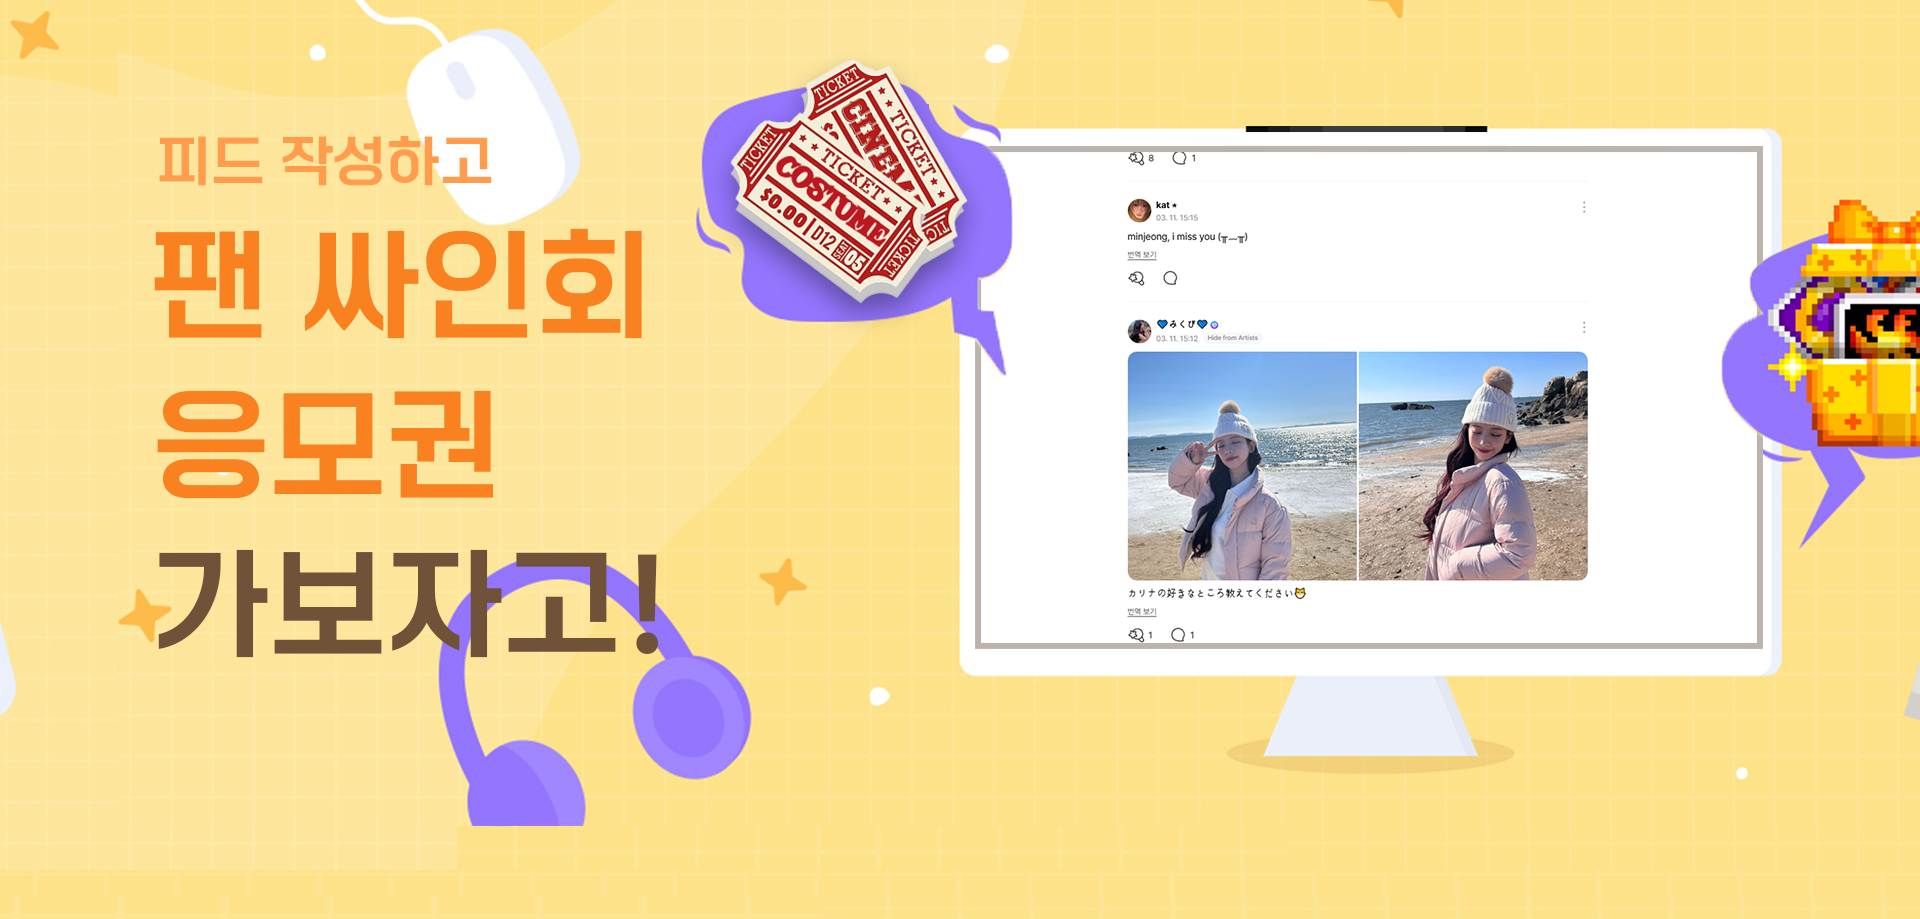 피드 작성하고
팬 싸인회
응모권
가보자고!
TICKET
CINEMA
TICKET
TICKET
TICKET
COSTUME
$0.00 D12 05
TICKET
8 1
kat ★
03. 11. 15:15
minjeong, i miss you (╥﹏╥)
번역 보기
💙みくぴ💙
03. 11. 15:12 Hide from Artists
カリナの好きなところ教えてください😼
번역 보기
1 1